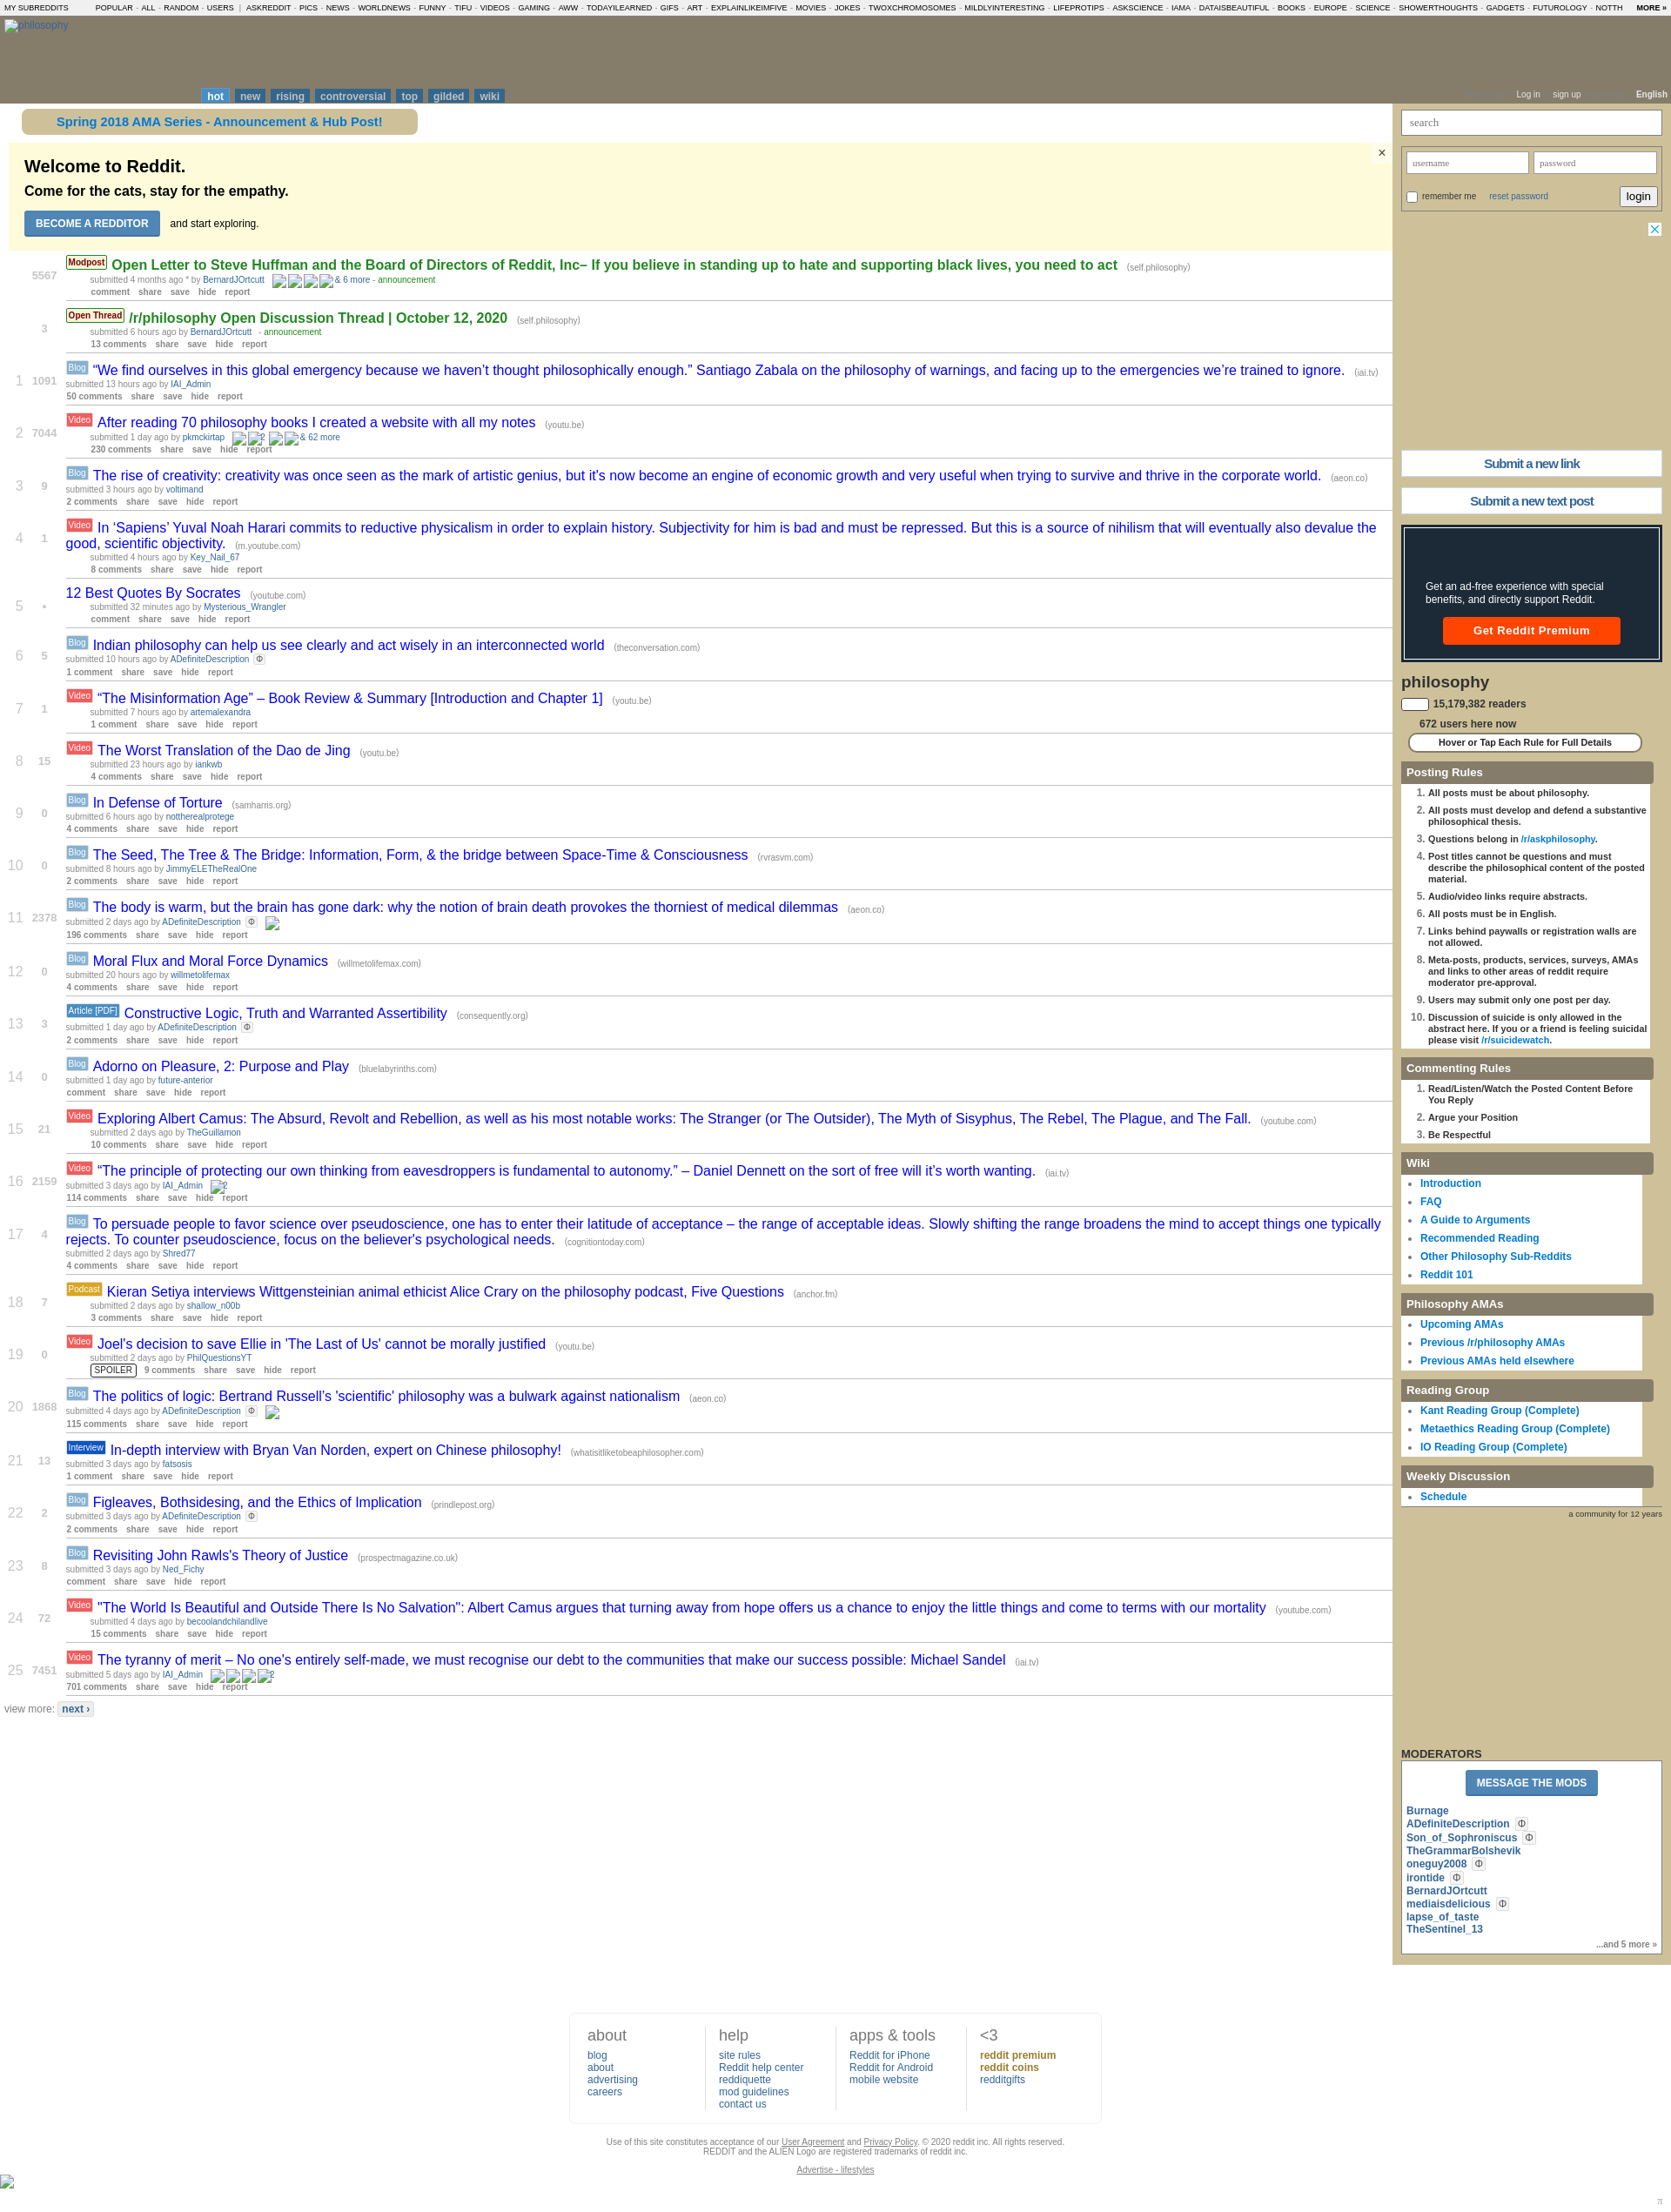 MY SUBREDDITS POPULAR - ALL - RANDOM - USERS | ASKREDDIT - PICS - NEWS - WORLDNEWS - FUNNY - TIFU - VIDEOS - GAMING - AWW - TODAYILEARNED - GIFS - ART - EXPLAINLIKEIMFIVE - MOVIES - JOKES - TWOXCHROMOSOMES - MILDLYINTERESTING - LIFEPROTIPS - ASKSCIENCE - IAMA - DATAISBEAUTIFUL - BOOKS - EUROPE - SCIENCE - SHOWERTHOUGHTS - GADGETS - FUTUROLOGY - NOTTH MORE »
philosophy
hot new rising controversial top gilded wiki
Log in sign up English
Spring 2018 AMA Series - Announcement & Hub Post!
Welcome to Reddit.
Come for the cats, stay for the empathy.
BECOME A REDDITOR and start exploring.
×
5567
Modpost Open Letter to Steve Huffman and the Board of Directors of Reddit, Inc– If you believe in standing up to hate and supporting black lives, you need to act (self.philosophy)
submitted 4 months ago * by BernardJOrtcutt & 6 more - announcement
comment share save hide report
3
Open Thread /r/philosophy Open Discussion Thread | October 12, 2020 (self.philosophy)
submitted 6 hours ago by BernardJOrtcutt - announcement
13 comments share save hide report
1 1091
Blog “We find ourselves in this global emergency because we haven’t thought philosophically enough.” Santiago Zabala on the philosophy of warnings, and facing up to the emergencies we’re trained to ignore. (iai.tv)
submitted 13 hours ago by IAI_Admin
50 comments share save hide report
2 7044
Video After reading 70 philosophy books I created a website with all my notes (youtu.be)
submitted 1 day ago by pkmckirtap 2 & 62 more
230 comments share save hide report
3 9
Blog The rise of creativity: creativity was once seen as the mark of artistic genius, but it's now become an engine of economic growth and very useful when trying to survive and thrive in the corporate world. (aeon.co)
submitted 3 hours ago by voltimand
2 comments share save hide report
4 1
Video In ‘Sapiens’ Yuval Noah Harari commits to reductive physicalism in order to explain history. Subjectivity for him is bad and must be repressed. But this is a source of nihilism that will eventually also devalue the
good, scientific objectivity. (m.youtube.com)
submitted 4 hours ago by Key_Nail_67
8 comments share save hide report
5 •
12 Best Quotes By Socrates (youtube.com)
submitted 32 minutes ago by Mysterious_Wrangler
comment share save hide report
6 5
Blog Indian philosophy can help us see clearly and act wisely in an interconnected world (theconversation.com)
submitted 10 hours ago by ADefiniteDescription Φ
1 comment share save hide report
7 1
Video “The Misinformation Age” – Book Review & Summary [Introduction and Chapter 1] (youtu.be)
submitted 7 hours ago by artemalexandra
1 comment share save hide report
8 15
Video The Worst Translation of the Dao de Jing (youtu.be)
submitted 23 hours ago by iankwb
4 comments share save hide report
9 0
Blog In Defense of Torture (samharris.org)
submitted 6 hours ago by nottherealprotege
4 comments share save hide report
10 0
Blog The Seed, The Tree & The Bridge: Information, Form, & the bridge between Space-Time & Consciousness (rvrasvm.com)
submitted 8 hours ago by JimmyELETheRealOne
2 comments share save hide report
11 2378
Blog The body is warm, but the brain has gone dark: why the notion of brain death provokes the thorniest of medical dilemmas (aeon.co)
submitted 2 days ago by ADefiniteDescription Φ
196 comments share save hide report
12 0
Blog Moral Flux and Moral Force Dynamics (willmetolifemax.com)
submitted 20 hours ago by willmetolifemax
4 comments share save hide report
13 3
Article [PDF] Constructive Logic, Truth and Warranted Assertibility (consequently.org)
submitted 1 day ago by ADefiniteDescription Φ
2 comments share save hide report
14 0
Blog Adorno on Pleasure, 2: Purpose and Play (bluelabyrinths.com)
submitted 1 day ago by future-anterior
comment share save hide report
15 21
Video Exploring Albert Camus: The Absurd, Revolt and Rebellion, as well as his most notable works: The Stranger (or The Outsider), The Myth of Sisyphus, The Rebel, The Plague, and The Fall. (youtube.com)
submitted 2 days ago by TheGuillamon
10 comments share save hide report
16 2159
Video “The principle of protecting our own thinking from eavesdroppers is fundamental to autonomy.” – Daniel Dennett on the sort of free will it’s worth wanting. (iai.tv)
submitted 3 days ago by IAI_Admin 2
114 comments share save hide report
17 4
Blog To persuade people to favor science over pseudoscience, one has to enter their latitude of acceptance – the range of acceptable ideas. Slowly shifting the range broadens the mind to accept things one typically
rejects. To counter pseudoscience, focus on the believer's psychological needs. (cognitiontoday.com)
submitted 2 days ago by Shred77
4 comments share save hide report
18 7
Podcast Kieran Setiya interviews Wittgensteinian animal ethicist Alice Crary on the philosophy podcast, Five Questions (anchor.fm)
submitted 2 days ago by shallow_n00b
3 comments share save hide report
19 0
Video Joel's decision to save Ellie in 'The Last of Us' cannot be morally justified (youtu.be)
submitted 2 days ago by PhilQuestionsYT
SPOILER 9 comments share save hide report
20 1868
Blog The politics of logic: Bertrand Russell’s 'scientific' philosophy was a bulwark against nationalism (aeon.co)
submitted 4 days ago by ADefiniteDescription Φ
115 comments share save hide report
21 13
Interview In-depth interview with Bryan Van Norden, expert on Chinese philosophy! (whatisitliketobeaphilosopher.com)
submitted 3 days ago by fatsosis
1 comment share save hide report
22 2
Blog Figleaves, Bothsidesing, and the Ethics of Implication (prindlepost.org)
submitted 3 days ago by ADefiniteDescription Φ
2 comments share save hide report
23 8
Blog Revisiting John Rawls's Theory of Justice (prospectmagazine.co.uk)
submitted 3 days ago by Ned_Fichy
comment share save hide report
24 72
Video "The World Is Beautiful and Outside There Is No Salvation": Albert Camus argues that turning away from hope offers us a chance to enjoy the little things and come to terms with our mortality (youtube.com)
submitted 4 days ago by becoolandchilandlive
15 comments share save hide report
25 7451
Video The tyranny of merit – No one's entirely self-made, we must recognise our debt to the communities that make our success possible: Michael Sandel (iai.tv)
submitted 5 days ago by IAI_Admin 2
701 comments share save hide report
view more: next ›
search
username password
remember me reset password login
Submit a new link
Submit a new text post
Get an ad-free experience with special
benefits, and directly support Reddit.
Get Reddit Premium
philosophy
15,179,382 readers
672 users here now
Hover or Tap Each Rule for Full Details
Posting Rules
1. All posts must be about philosophy.
2. All posts must develop and defend a substantive
philosophical thesis.
3. Questions belong in /r/askphilosophy.
4. Post titles cannot be questions and must
describe the philosophical content of the posted
material.
5. Audio/video links require abstracts.
6. All posts must be in English.
7. Links behind paywalls or registration walls are
not allowed.
8. Meta-posts, products, services, surveys, AMAs
and links to other areas of reddit require
moderator pre-approval.
9. Users may submit only one post per day.
10. Discussion of suicide is only allowed in the
abstract here. If you or a friend is feeling suicidal
please visit /r/suicidewatch.
Commenting Rules
1. Read/Listen/Watch the Posted Content Before
You Reply
2. Argue your Position
3. Be Respectful
Wiki
Introduction
FAQ
A Guide to Arguments
Recommended Reading
Other Philosophy Sub-Reddits
Reddit 101
Philosophy AMAs
Upcoming AMAs
Previous /r/philosophy AMAs
Previous AMAs held elsewhere
Reading Group
Kant Reading Group (Complete)
Metaethics Reading Group (Complete)
IO Reading Group (Complete)
Weekly Discussion
Schedule
a community for 12 years
MODERATORS
MESSAGE THE MODS
Burnage
ADefiniteDescription Φ
Son_of_Sophroniscus Φ
TheGrammarBolshevik
oneguy2008 Φ
irontide Φ
BernardJOrtcutt
mediaisdelicious Φ
lapse_of_taste
TheSentinel_13
...and 5 more »
about
blog
about
advertising
careers
help
site rules
Reddit help center
reddiquette
mod guidelines
contact us
apps & tools
Reddit for iPhone
Reddit for Android
mobile website
<3
reddit premium
reddit coins
redditgifts
Use of this site constitutes acceptance of our User Agreement and Privacy Policy. © 2020 reddit inc. All rights reserved.
REDDIT and the ALIEN Logo are registered trademarks of reddit inc.
Advertise - lifestyles
π